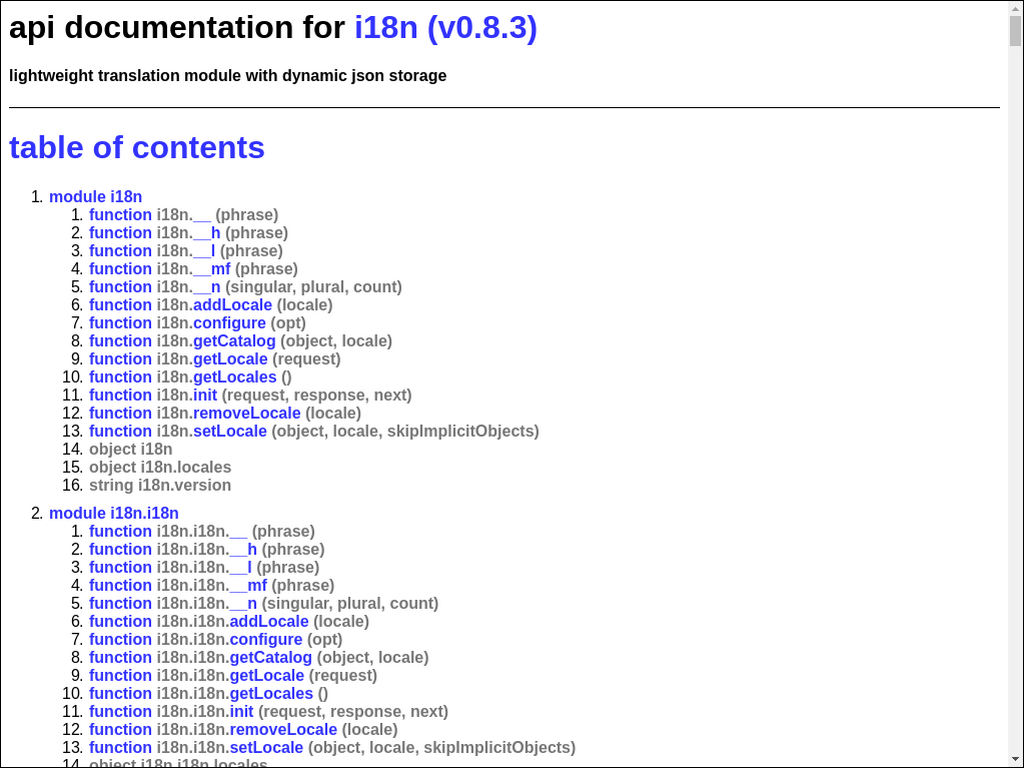 api documentation for i18n (v0.8.3)
lightweight translation module with dynamic json storage
table of contents
1. module i18n
1. function i18n.__ (phrase)
2. function i18n.__h (phrase)
3. function i18n.__l (phrase)
4. function i18n.__mf (phrase)
5. function i18n.__n (singular, plural, count)
6. function i18n.addLocale (locale)
7. function i18n.configure (opt)
8. function i18n.getCatalog (object, locale)
9. function i18n.getLocale (request)
10. function i18n.getLocales ()
11. function i18n.init (request, response, next)
12. function i18n.removeLocale (locale)
13. function i18n.setLocale (object, locale, skipImplicitObjects)
14. object i18n
15. object i18n.locales
16. string i18n.version
2. module i18n.i18n
1. function i18n.i18n.__ (phrase)
2. function i18n.i18n.__h (phrase)
3. function i18n.i18n.__l (phrase)
4. function i18n.i18n.__mf (phrase)
5. function i18n.i18n.__n (singular, plural, count)
6. function i18n.i18n.addLocale (locale)
7. function i18n.i18n.configure (opt)
8. function i18n.i18n.getCatalog (object, locale)
9. function i18n.i18n.getLocale (request)
10. function i18n.i18n.getLocales ()
11. function i18n.i18n.init (request, response, next)
12. function i18n.i18n.removeLocale (locale)
13. function i18n.i18n.setLocale (object, locale, skipImplicitObjects)
14. object i18n.i18n.locales